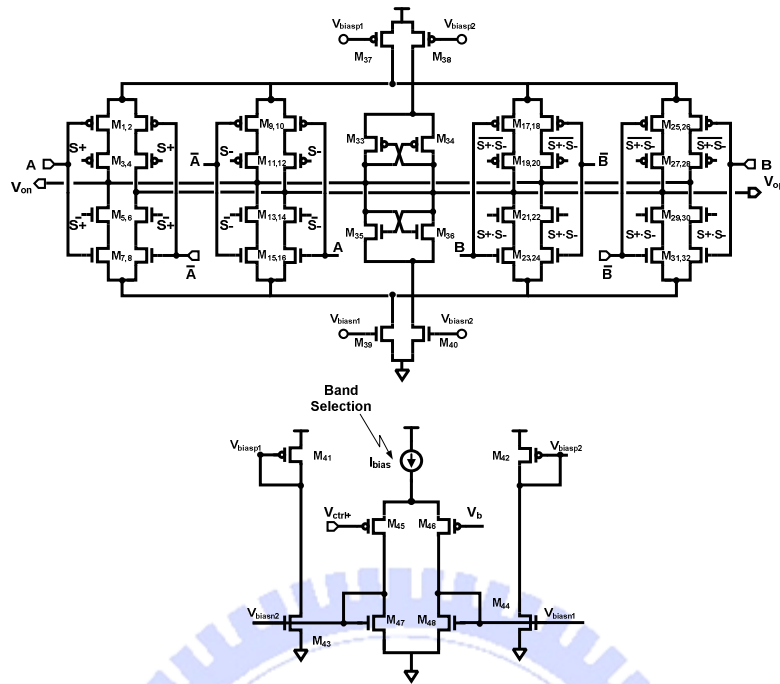 Vbiasp1 Vbiasp2
M37 M38
M1, 2 M9, 10 M33 M34 M17,18 M25,26
A S+ S+ A̅ S- S- S̅+̅·̅S̅-̅ S̅+̅·̅S̅-̅ B̅ S̅+̅·̅S̅-̅ S̅+̅·̅S̅-̅ B
M3,4 M11,12 M19,20 M27,28
Von Vo
S̅+ S̅+ S̅- S̅- S+·S- S+·S- S+·S- S+·S-
M5, 6 M13,14 M35 M36 M21,22 M29,30
M7, 8 M15,16 M23,24 M31,32
A̅ A B B̅
Vbiasn1 Vbiasn2
M39 M40
Band
Selection
Vbiasp1 M41 Ibias M42 Vbiasp2
Vctrl+ M45 M46 Vb
Vbiasn2 M43 M47 M48 M44 Vbiasn1